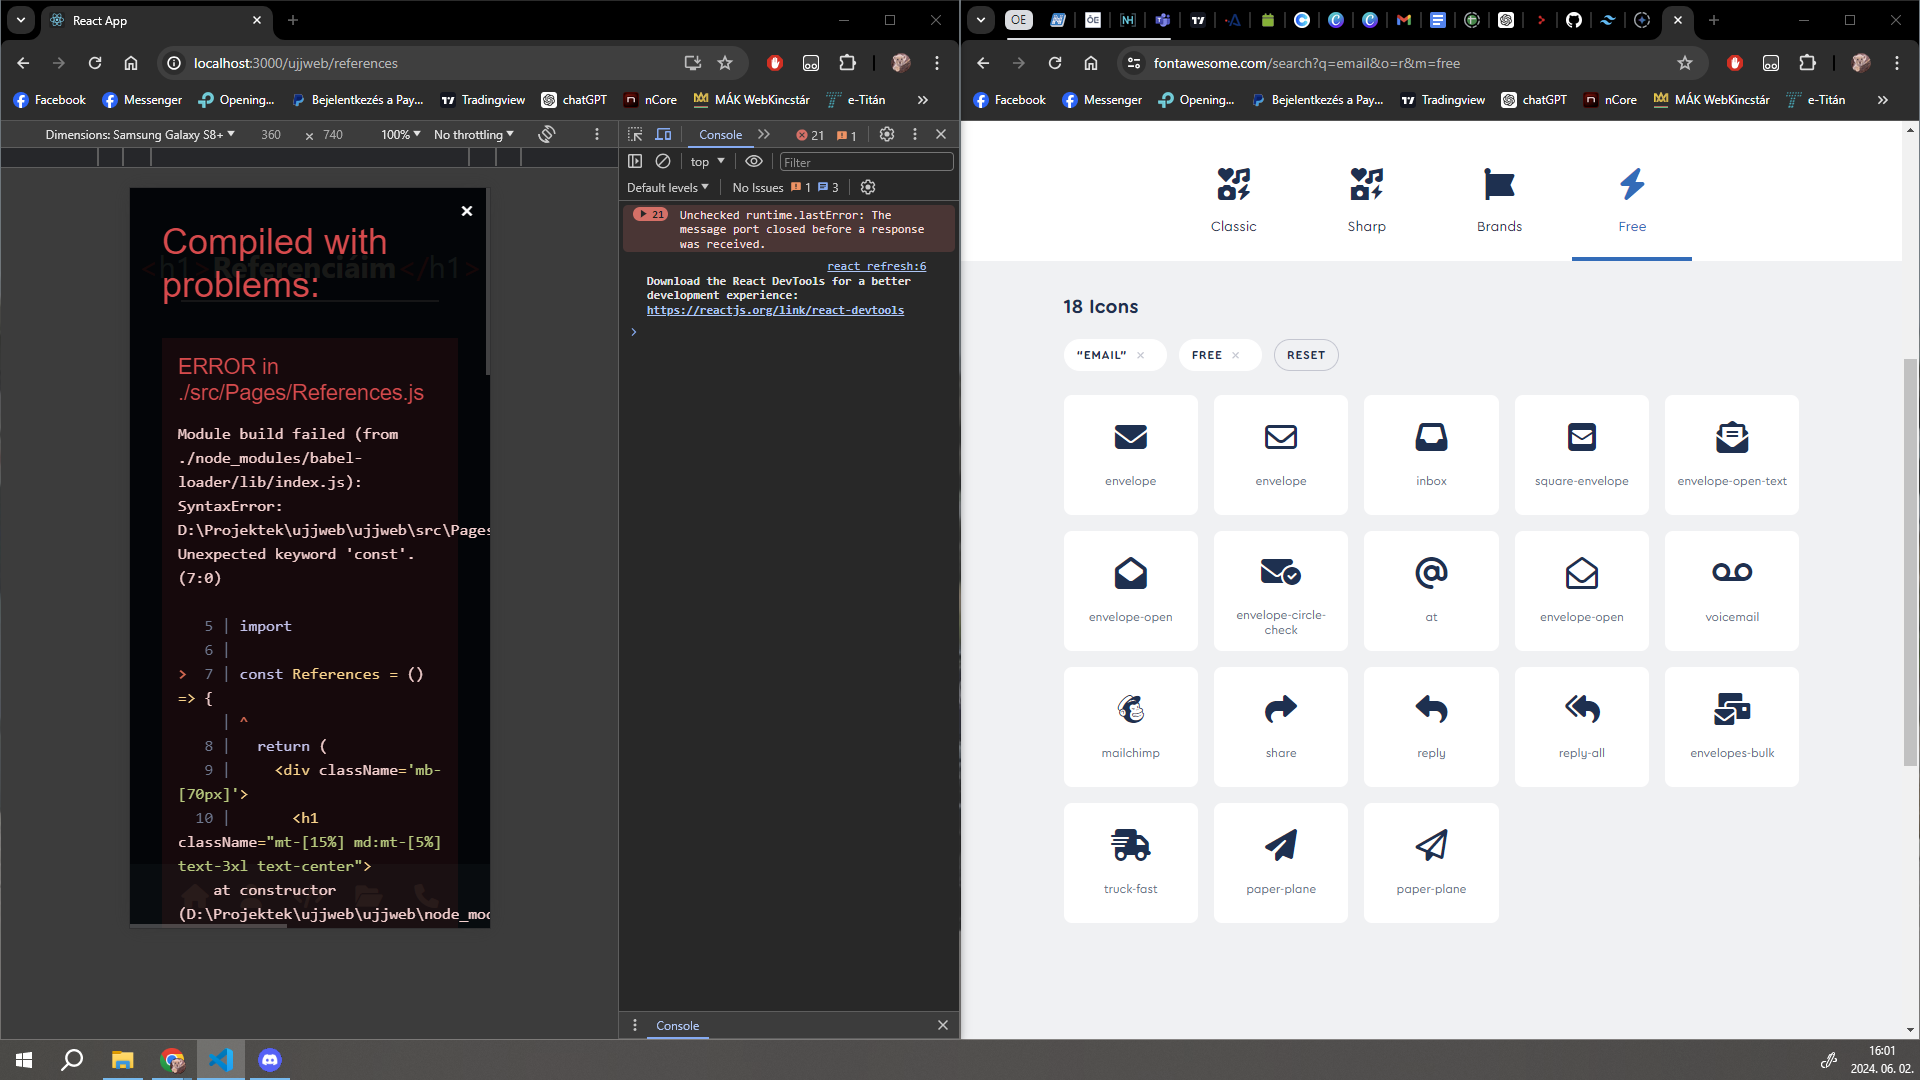 React App
localhost:3000/ujjweb/references
Facebook
Messenger
Opening...
Bejelentkezés a Pay...
Tradingview
chatGPT
nCore
MÁK WebKincstár
e-Titán
Dimensions: Samsung Galaxy S8+
360
×
740
100%
No throttling
Console
21
1
top
Filter
Default levels
No Issues
1
3
21
Unchecked runtime.lastError: The
message port closed before a response
was received.
react refresh:6
Download the React DevTools for a better
development experience:
https://reactjs.org/link/react-devtools
Compiled with
problems:
<h1>Referenciáim</h1>
ERROR in
./src/Pages/References.js
Module build failed (from
./node_modules/babel-
loader/lib/index.js):
SyntaxError:
D:\Projektek\ujjweb\ujjweb\src\Pages
Unexpected keyword 'const'.
(7:0)
5 | import
6 |
> 7 | const References = ()
=> {
| ^
8 | return (
9 | <div className='mb-
[70px]'>
10 | <h1
className="mt-[15%] md:mt-[5%]
text-3xl text-center">
at constructor
(D:\Projektek\ujjweb\ujjweb\node_mod
Console
OE
fontawesome.com/search?q=email&o=r&m=free
Facebook
Messenger
Opening...
Bejelentkezés a Pay...
Tradingview
chatGPT
nCore
MÁK WebKincstár
e-Titán
Classic
Sharp
Brands
Free
18 Icons
"EMAIL" ×
FREE ×
RESET
envelope
envelope
inbox
square-envelope
envelope-open-text
envelope-open
envelope-circle-
check
at
envelope-open
voicemail
mailchimp
share
reply
reply-all
envelopes-bulk
truck-fast
paper-plane
paper-plane
16:01
2024. 06. 02.